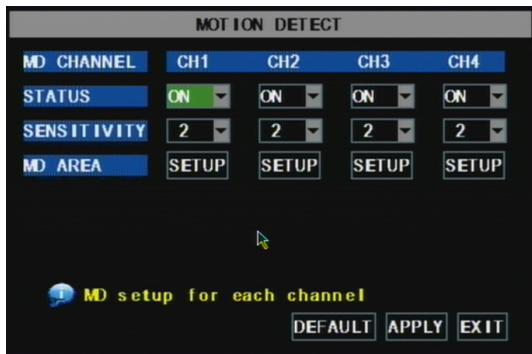 MOTION DETECT
MD CHANNEL CH1 CH2 CH3 CH4
STATUS ON ON ON ON
SENSITIVITY 2 2 2 2
MD AREA SETUP SETUP SETUP SETUP
MD setup for each channel
DEFAULT APPLY EXIT